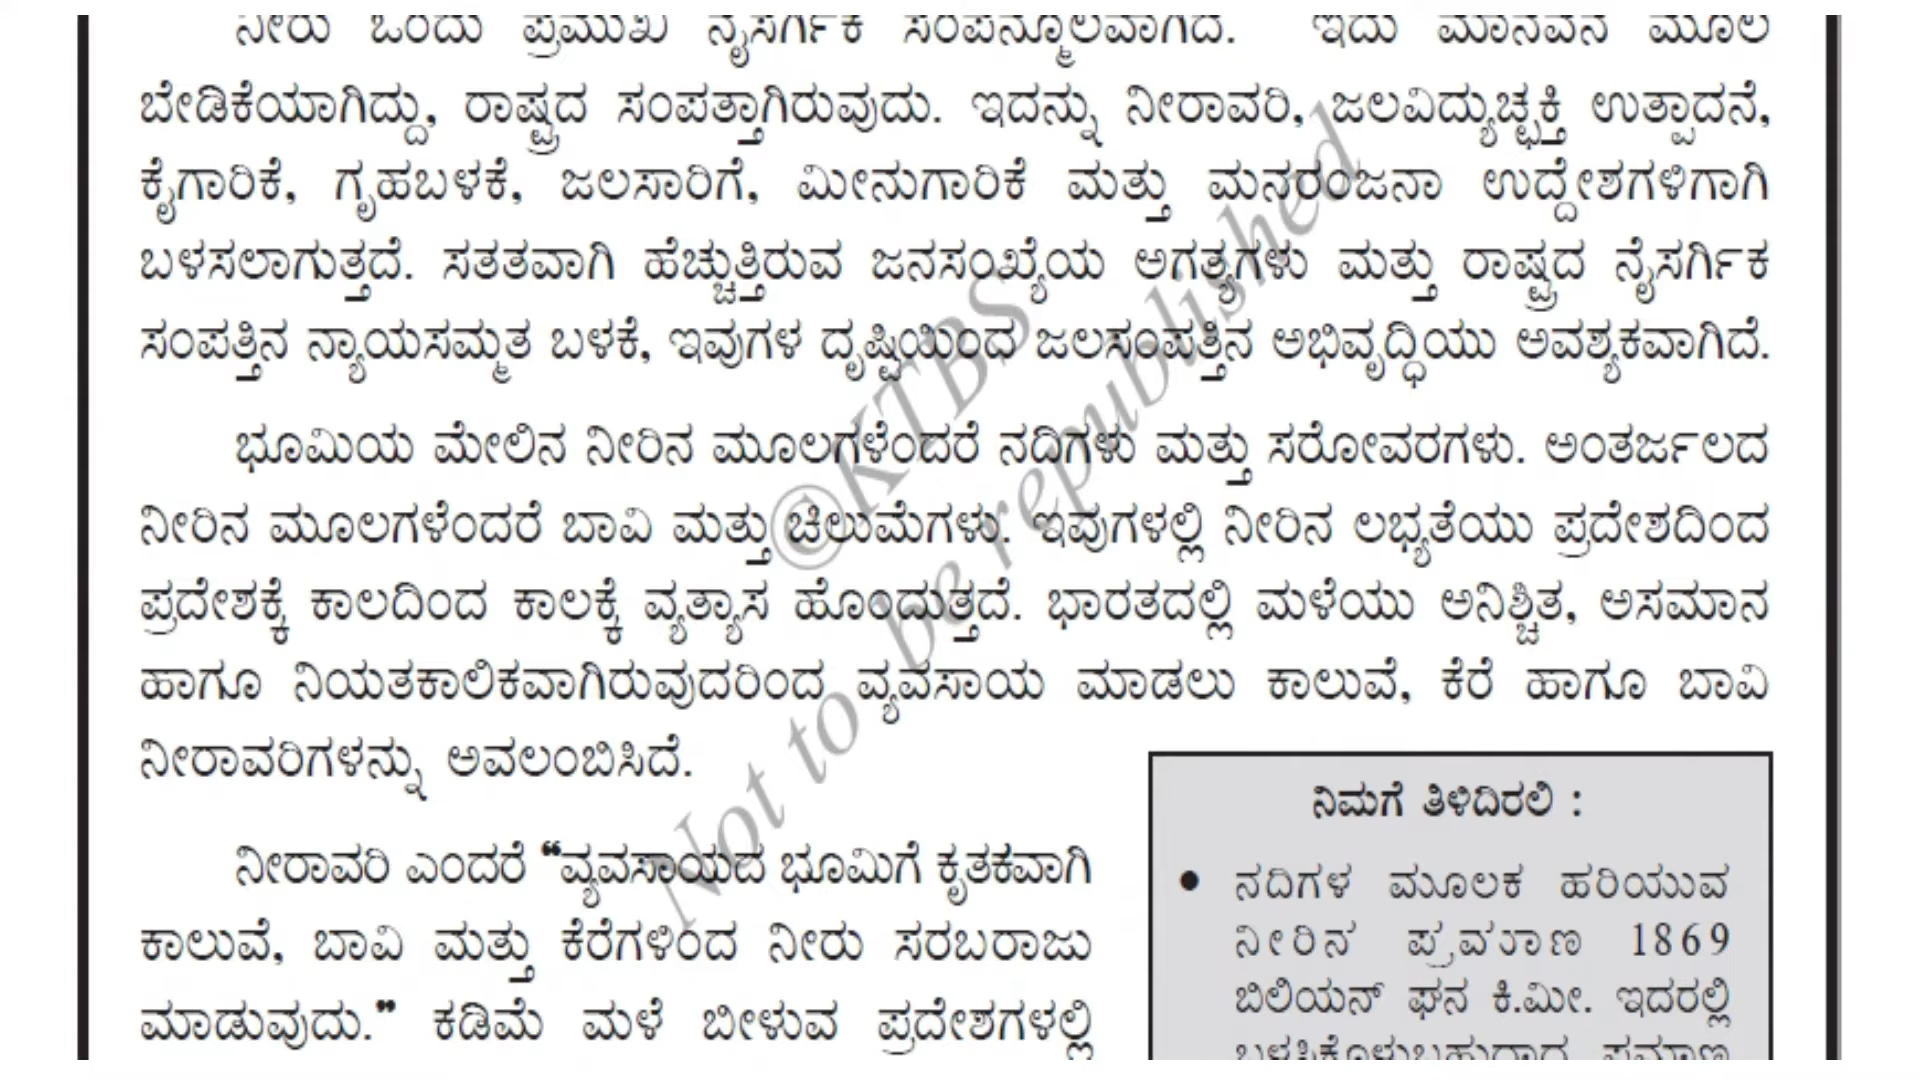 ನೀರು ಒಂದು ಪ್ರಮುಖ ನೈಸರ್ಗಿಕ ಸಂಪನ್ಮೂಲವಾಗಿದೆ. ಇದು ಮಾನವನ ಮೂಲ
ಬೇಡಿಕೆಯಾಗಿದ್ದು, ರಾಷ್ಟ್ರದ ಸಂಪತ್ತಾಗಿರುವುದು. ಇದನ್ನು ನೀರಾವರಿ, ಜಲವಿದ್ಯುಚ್ಛಕ್ತಿ ಉತ್ಪಾದನೆ,
ಕೈಗಾರಿಕೆ, ಗೃಹಬಳಕೆ, ಜಲಸಾರಿಗೆ, ಮೀನುಗಾರಿಕೆ ಮತ್ತು ಮನರಂಜನಾ ಉದ್ದೇಶಗಳಿಗಾಗಿ
ಬಳಸಲಾಗುತ್ತದೆ. ಸತತವಾಗಿ ಹೆಚ್ಚುತ್ತಿರುವ ಜನಸಂಖ್ಯೆಯ ಅಗತ್ಯಗಳು ಮತ್ತು ರಾಷ್ಟ್ರದ ನೈಸರ್ಗಿಕ
ಸಂಪತ್ತಿನ ನ್ಯಾಯಸಮ್ಮತ ಬಳಕೆ, ಇವುಗಳ ದೃಷ್ಟಿಯಿಂದ ಜಲಸಂಪತ್ತಿನ ಅಭಿವೃದ್ಧಿಯು ಅವಶ್ಯಕವಾಗಿದೆ.
ಭೂಮಿಯ ಮೇಲಿನ ನೀರಿನ ಮೂಲಗಳೆಂದರೆ ನದಿಗಳು ಮತ್ತು ಸರೋವರಗಳು. ಅಂತರ್ಜಲದ
ನೀರಿನ ಮೂಲಗಳೆಂದರೆ ಬಾವಿ ಮತ್ತು ಚಿಲುಮೆಗಳು. ಇವುಗಳಲ್ಲಿ ನೀರಿನ ಲಭ್ಯತೆಯು ಪ್ರದೇಶದಿಂದ
ಪ್ರದೇಶಕ್ಕೆ ಕಾಲದಿಂದ ಕಾಲಕ್ಕೆ ವ್ಯತ್ಯಾಸ ಹೊಂದುತ್ತದೆ. ಭಾರತದಲ್ಲಿ ಮಳೆಯು ಅನಿಶ್ಚಿತ, ಅಸಮಾನ
ಹಾಗೂ ನಿಯತಕಾಲಿಕವಾಗಿರುವುದರಿಂದ ವ್ಯವಸಾಯ ಮಾಡಲು ಕಾಲುವೆ, ಕೆರೆ ಹಾಗೂ ಬಾವಿ
ನೀರಾವರಿಗಳನ್ನು ಅವಲಂಬಿಸಿದೆ.
ನೀರಾವರಿ ಎಂದರೆ “ವ್ಯವಸಾಯದ ಭೂಮಿಗೆ ಕೃತಕವಾಗಿ
ಕಾಲುವೆ, ಬಾವಿ ಮತ್ತು ಕೆರೆಗಳಿಂದ ನೀರು ಸರಬರಾಜು
ಮಾಡುವುದು.” ಕಡಿಮೆ ಮಳೆ ಬೀಳುವ ಪ್ರದೇಶಗಳಲ್ಲಿ
ನಿಮಗೆ ತಿಳಿದಿರಲಿ :
• ನದಿಗಳ ಮೂಲಕ ಹರಿಯುವ
ನೀರಿನ ಪ್ರಮಾಣ 1869
ಬಿಲಿಯನ್ ಘನ ಕಿ.ಮೀ. ಇದರಲ್ಲಿ
ಬಳಸಿಕೊಳ್ಳಬಹುದಾದ ಪ್ರಮಾಣ
©KTBS
Not to be republished